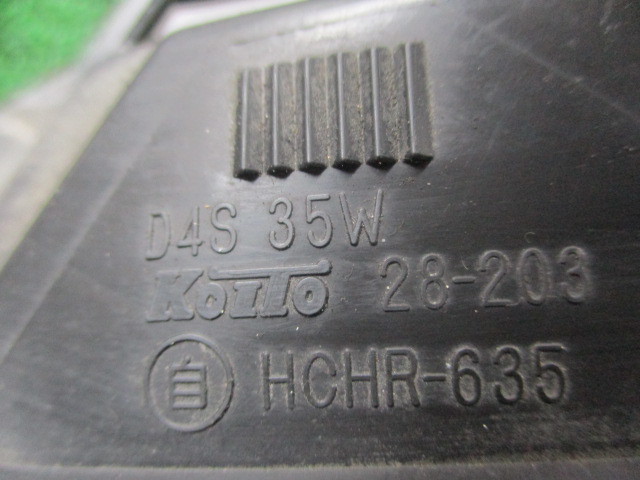 D4S 35W
KOITO 28-203
自 HCHR-635